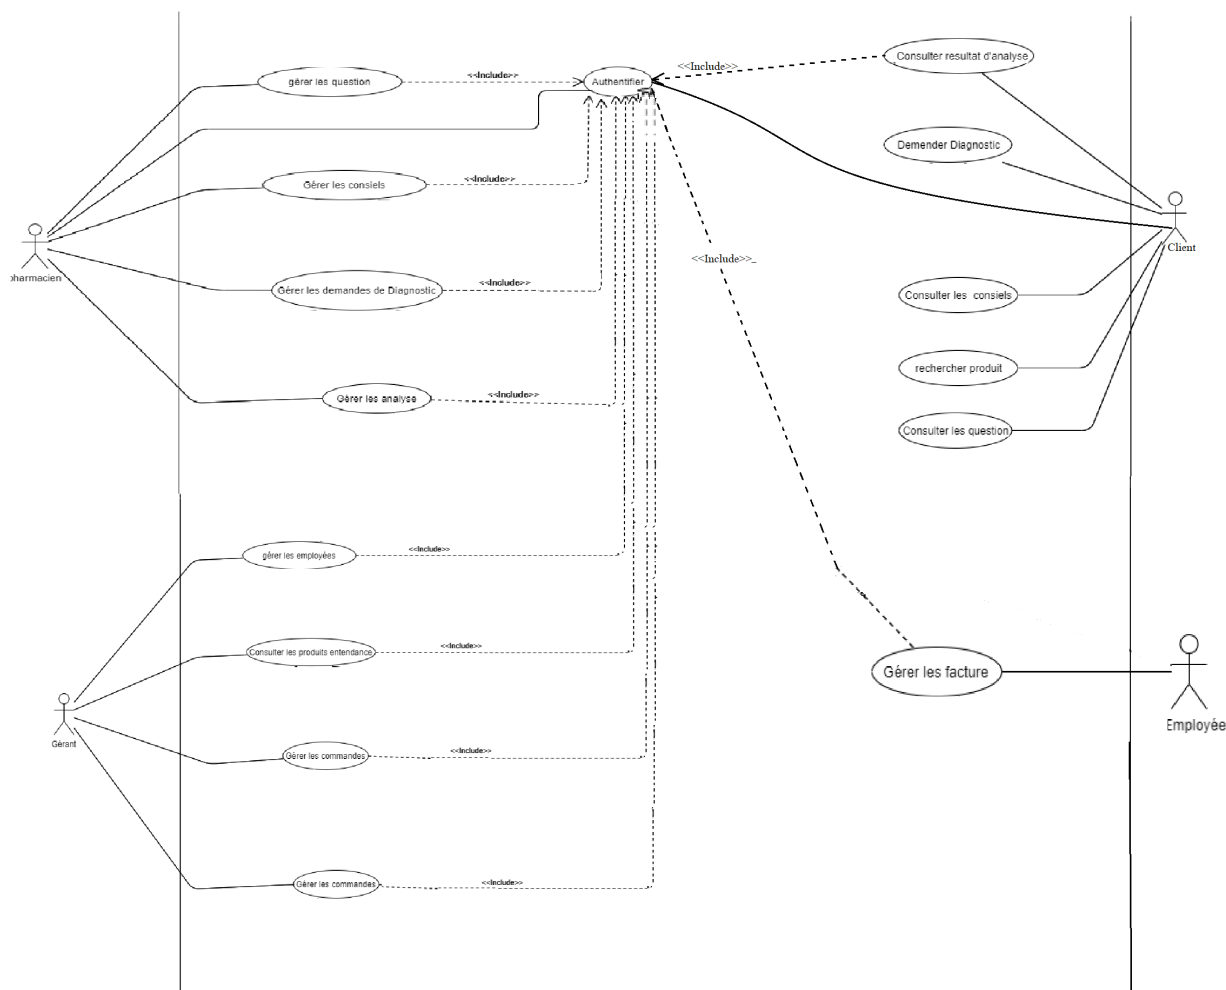 Consulter resultat d'analyse
<<Include>>
gérer les question
<<Include>>
Authentifier
Demender Diagnostic
Gérer les consiels
<<Include>>
pharmacien
Client
<<Include>>
Gérer les demandes de Diagnostic
<<Include>>
Consulter les consiels
rechercher produit
Gérer les analyse
<<Include>>
Consulter les question
gérer les employées
<<Include>>
Consulter les produits entendance
<<Include>>
Gérer les facture
Employée
Gérant
Gérer les commandes
<<Include>>
Gérer les commandes
<<Include>>